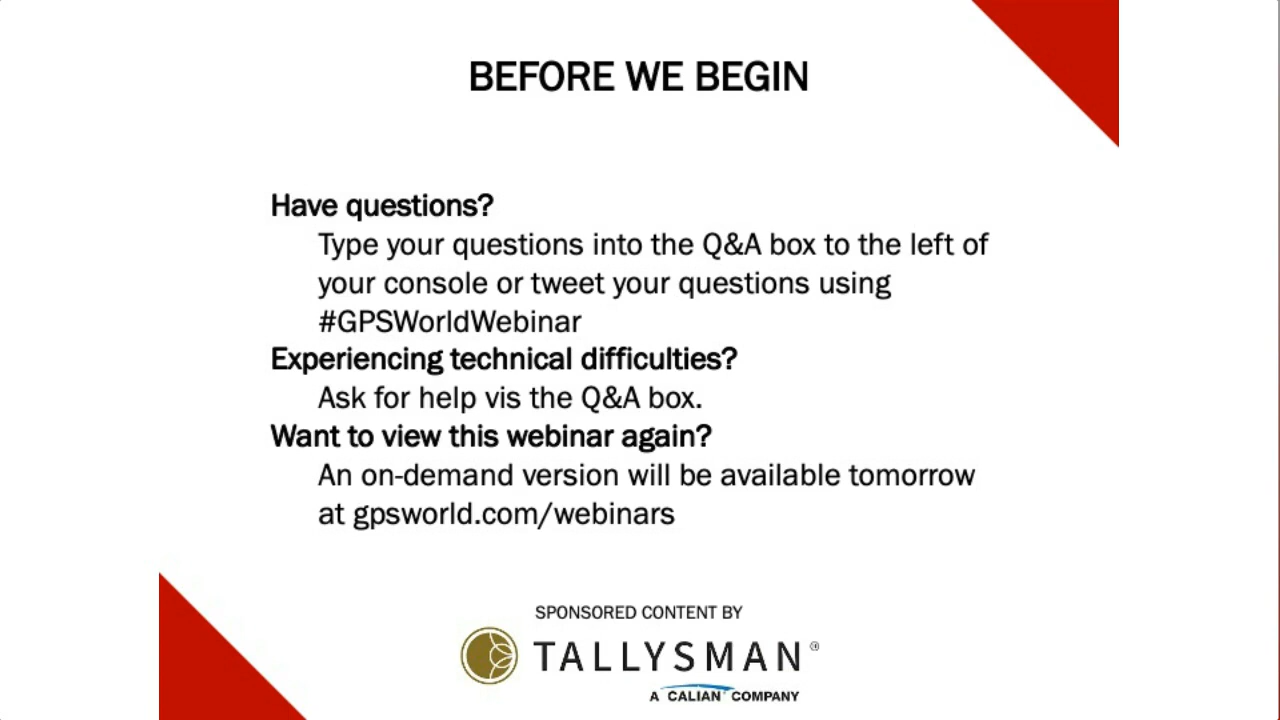 BEFORE WE BEGIN
Have questions?
Type your questions into the Q&A box to the left of
your console or tweet your questions using
#GPSWorldWebinar
Experiencing technical difficulties?
Ask for help vis the Q&A box.
Want to view this webinar again?
An on-demand version will be available tomorrow
at gpsworld.com/webinars
SPONSORED CONTENT BY
TALLYSMAN®
A CALIAN® COMPANY